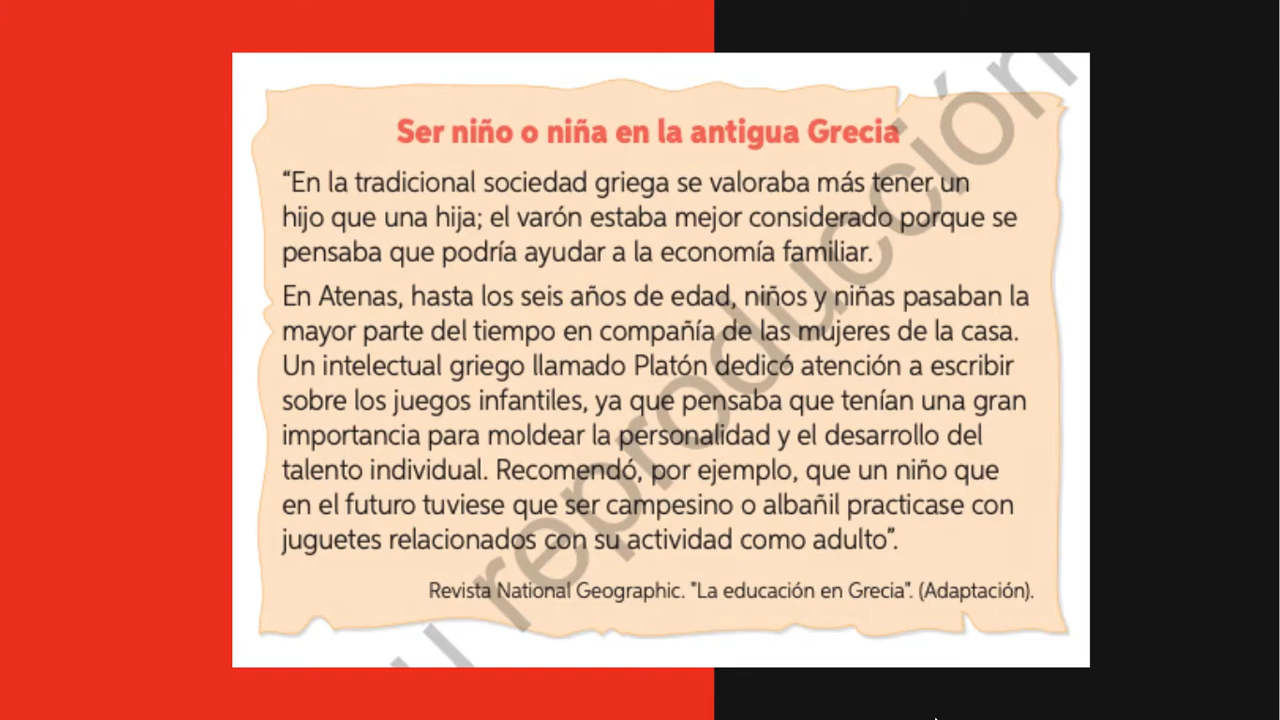 Ser niño o niña en la antigua Grecia
“En la tradicional sociedad griega se valoraba más tener un
hijo que una hija; el varón estaba mejor considerado porque se
pensaba que podría ayudar a la economía familiar.
En Atenas, hasta los seis años de edad, niños y niñas pasaban la
mayor parte del tiempo en compañía de las mujeres de la casa.
Un intelectual griego llamado Platón dedicó atención a escribir
sobre los juegos infantiles, ya que pensaba que tenían una gran
importancia para moldear la personalidad y el desarrollo del
talento individual. Recomendó, por ejemplo, que un niño que
en el futuro tuviese que ser campesino o albañil practicase con
juguetes relacionados con su actividad como adulto”.
Revista National Geographic. "La educación en Grecia". (Adaptación).
u reproducción